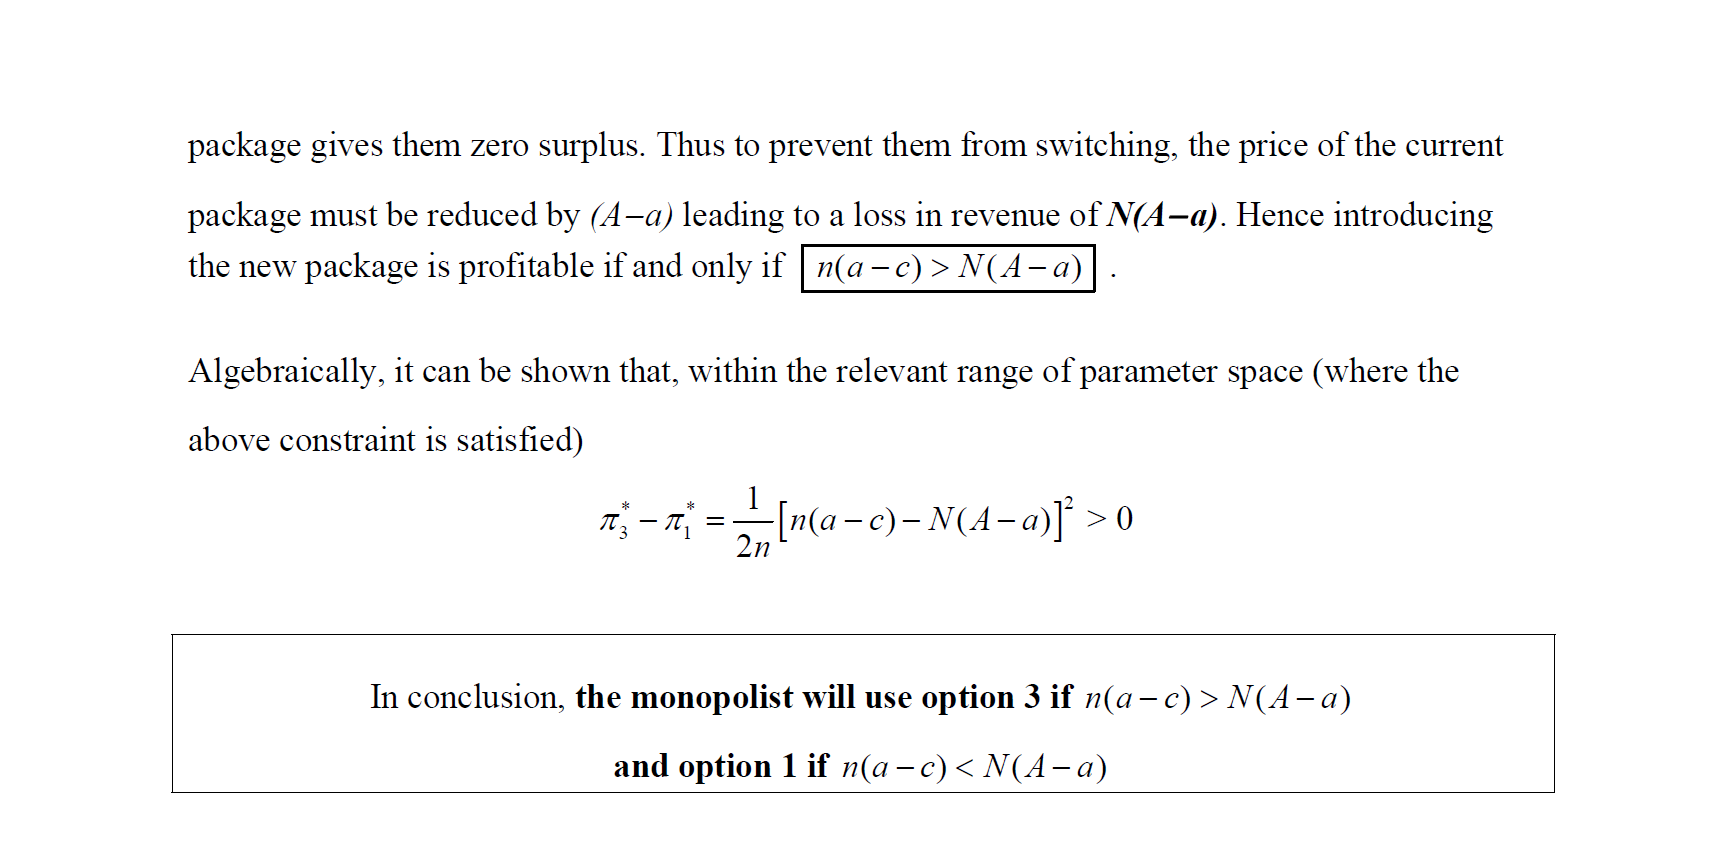 package gives them zero surplus. Thus to prevent them from switching, the price of the current
package must be reduced by (A−a) leading to a loss in revenue of N(A−a). Hence introducing
the new package is profitable if and only if n(a − c) > N(A − a) .
Algebraically, it can be shown that, within the relevant range of parameter space (where the
above constraint is satisfied)
π₃* − π₁* = 1/2n [n(a − c) − N(A − a)]² > 0
In conclusion, the monopolist will use option 3 if n(a − c) > N(A − a)
and option 1 if n(a − c) < N(A − a)